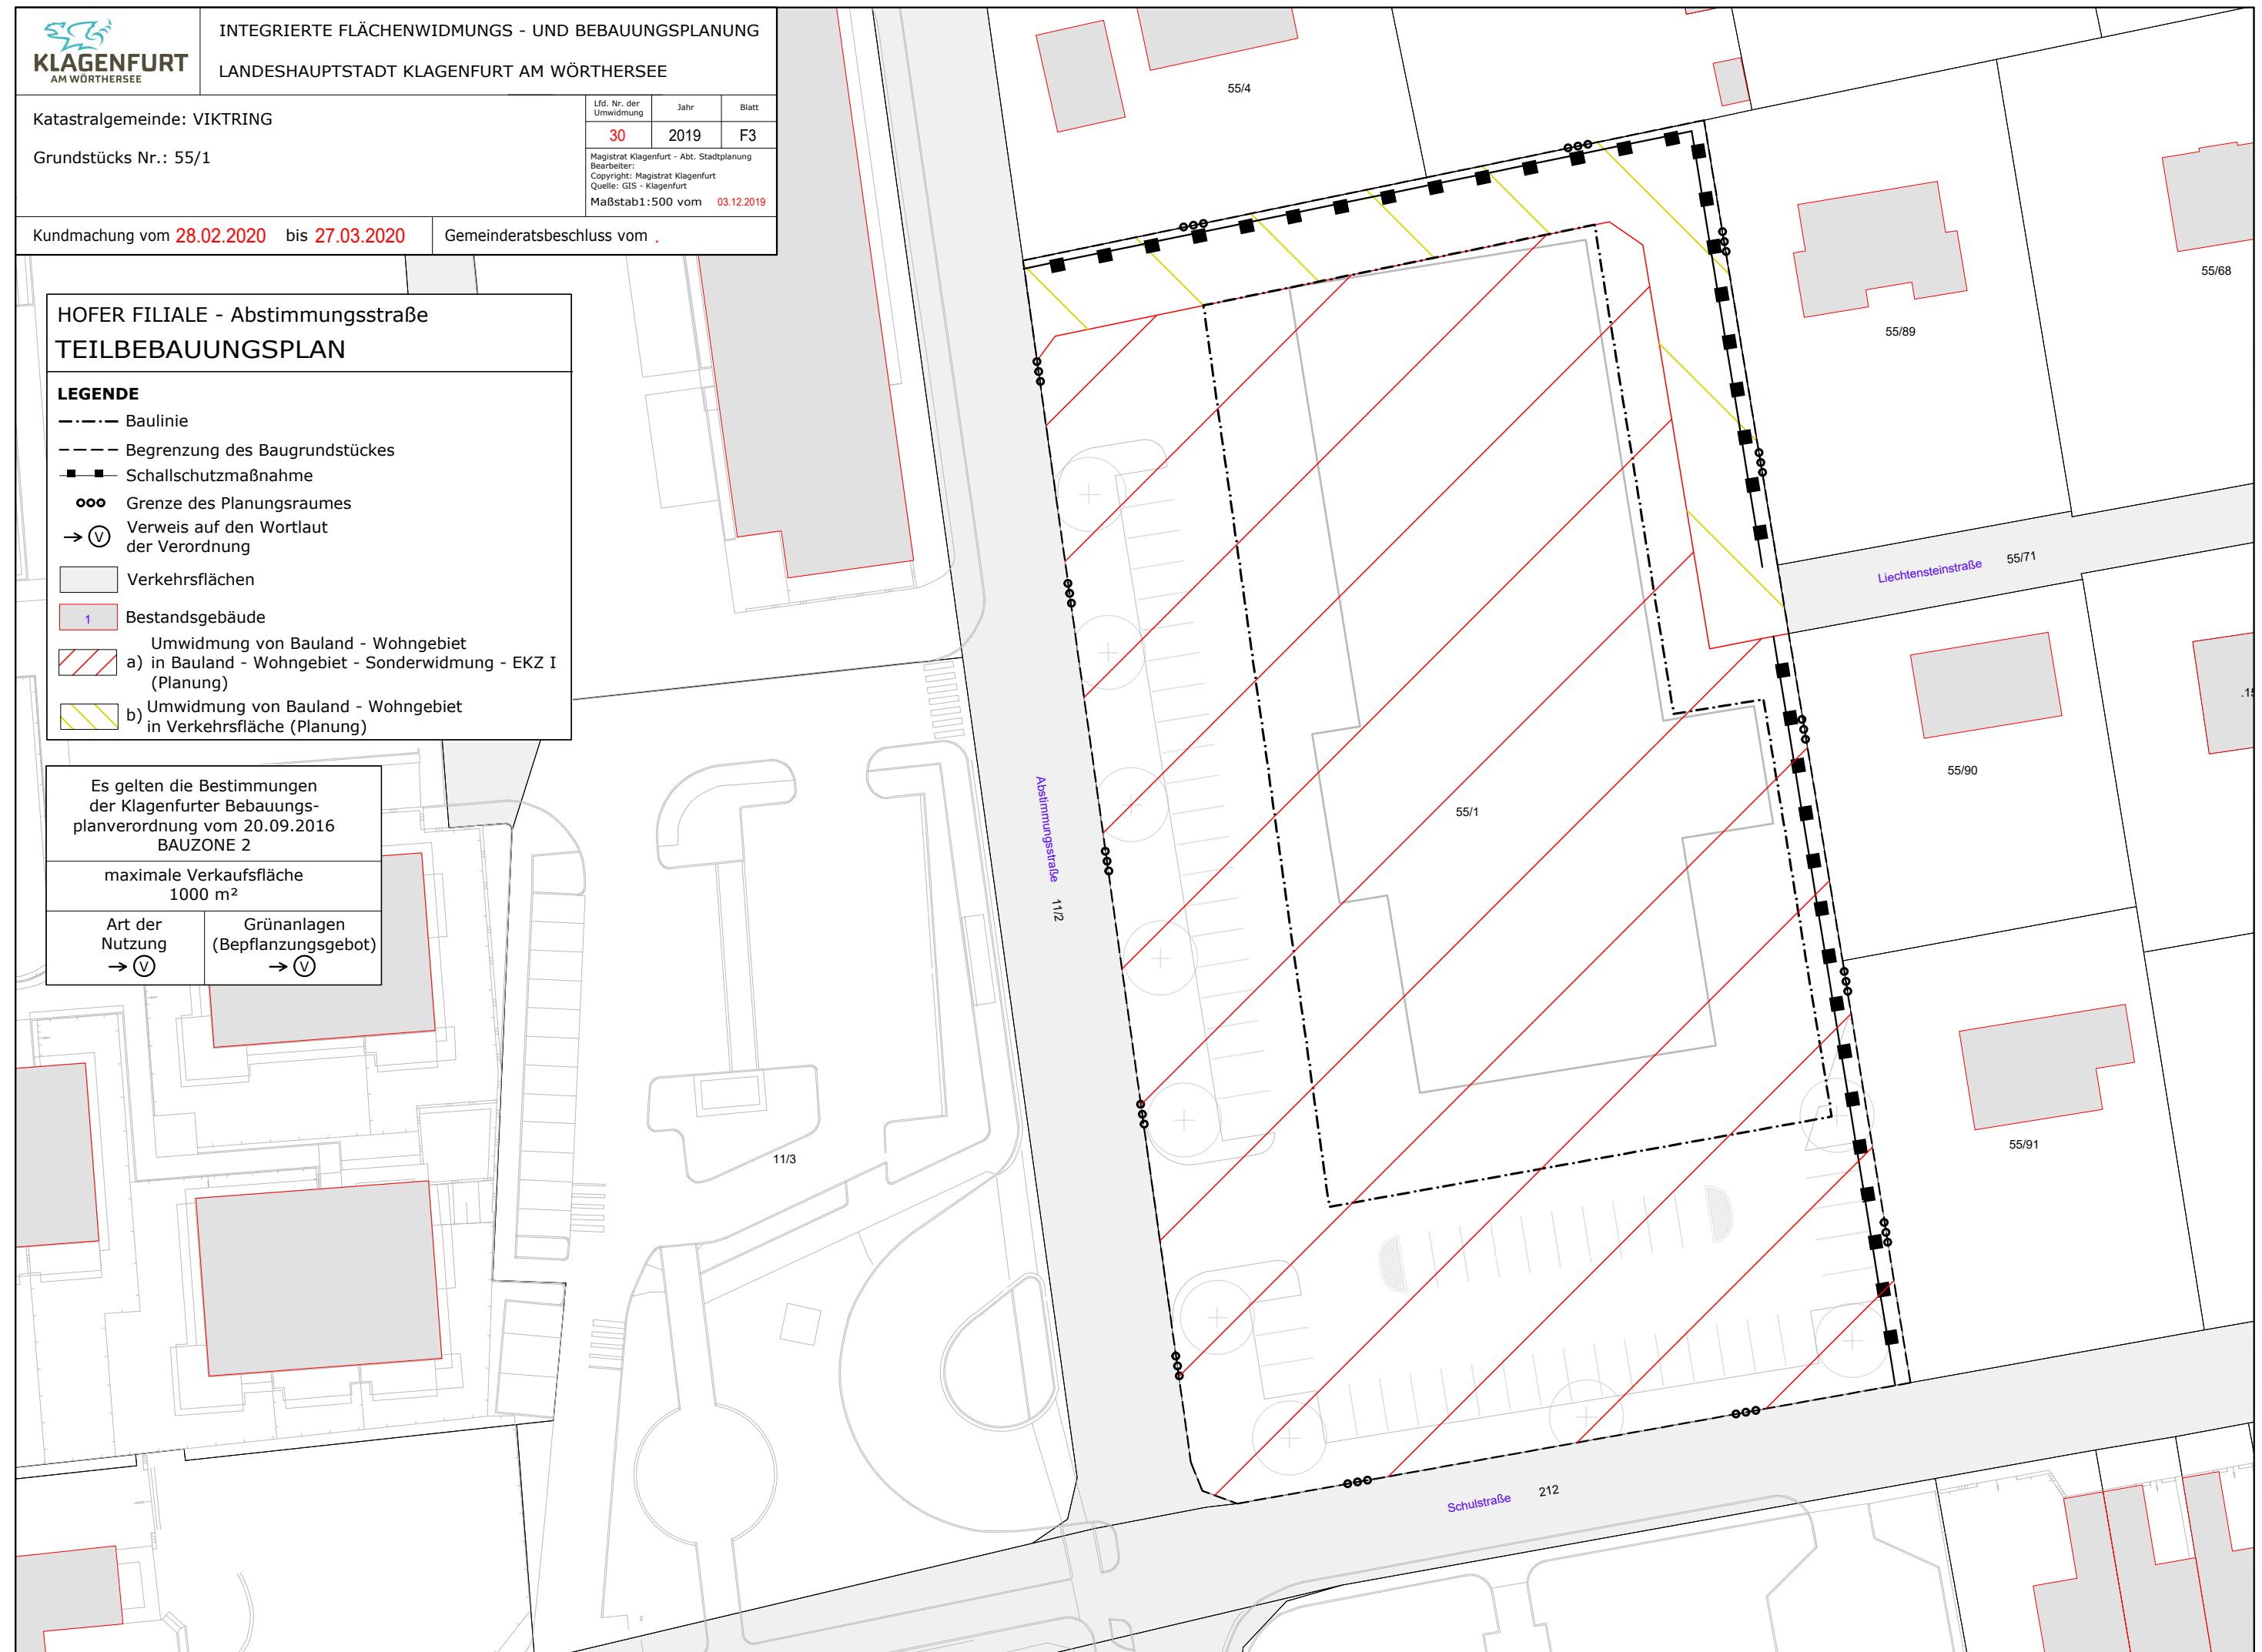 KLAGENFURT
AM WÖRTHERSEE
INTEGRIERTE FLÄCHENWIDMUNGS - UND BEBAUUNGSPLANUNG
LANDESHAUPTSTADT KLAGENFURT AM WÖRTHERSEE
Katastralgemeinde: VIKTRING
Grundstücks Nr.: 55/1
Lfd. Nr. der
Umwidmung
Jahr
Blatt
30
2019
F3
Magistrat Klagenfurt - Abt. Stadtplanung
Bearbeiter:
Copyright: Magistrat Klagenfurt
Quelle: GIS - Klagenfurt
Maßstab1:500 vom 03.12.2019
Kundmachung vom 28.02.2020 bis 27.03.2020
Gemeinderatsbeschluss vom .
HOFER FILIALE - Abstimmungsstraße
TEILBEBAUUNGSPLAN
LEGENDE
Baulinie
Begrenzung des Baugrundstückes
Schallschutzmaßnahme
Grenze des Planungsraumes
V
Verweis auf den Wortlaut
der Verordnung
Verkehrsflächen
1
Bestandsgebäude
Umwidmung von Bauland - Wohngebiet
a) in Bauland - Wohngebiet - Sonderwidmung - EKZ I
(Planung)
b) Umwidmung von Bauland - Wohngebiet
in Verkehrsfläche (Planung)
Es gelten die Bestimmungen
der Klagenfurter Bebauungs-
planverordnung vom 20.09.2016
BAUZONE 2
maximale Verkaufsfläche
1000 m²
Art der
Nutzung
V
Grünanlagen
(Bepflanzungsgebot)
V
55/4
55/68
55/89
Liechtensteinstraße 55/71
55/90
55/1
Abstimmungsstraße 11/2
55/91
11/3
Schulstraße 212